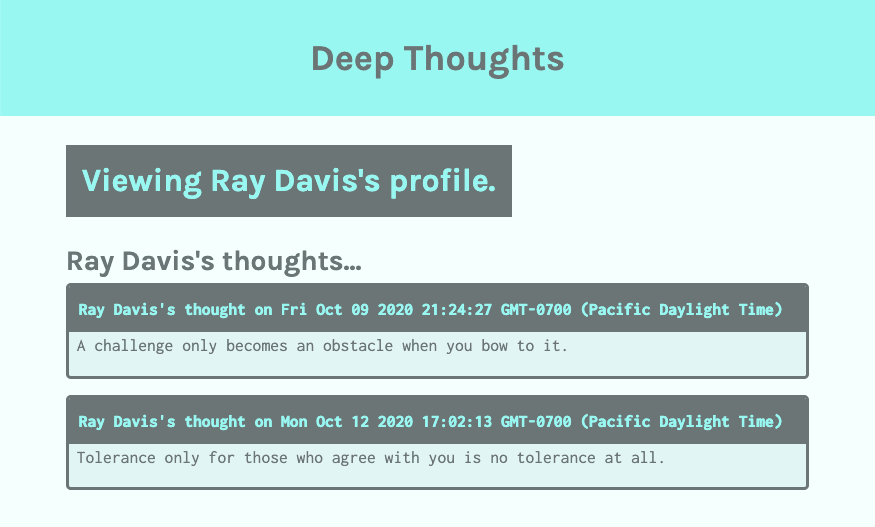 Deep Thoughts
Viewing Ray Davis's profile.
Ray Davis's thoughts...
Ray Davis's thought on Fri Oct 09 2020 21:24:27 GMT-0700 (Pacific Daylight Time)
A challenge only becomes an obstacle when you bow to it.
Ray Davis's thought on Mon Oct 12 2020 17:02:13 GMT-0700 (Pacific Daylight Time)
Tolerance only for those who agree with you is no tolerance at all.